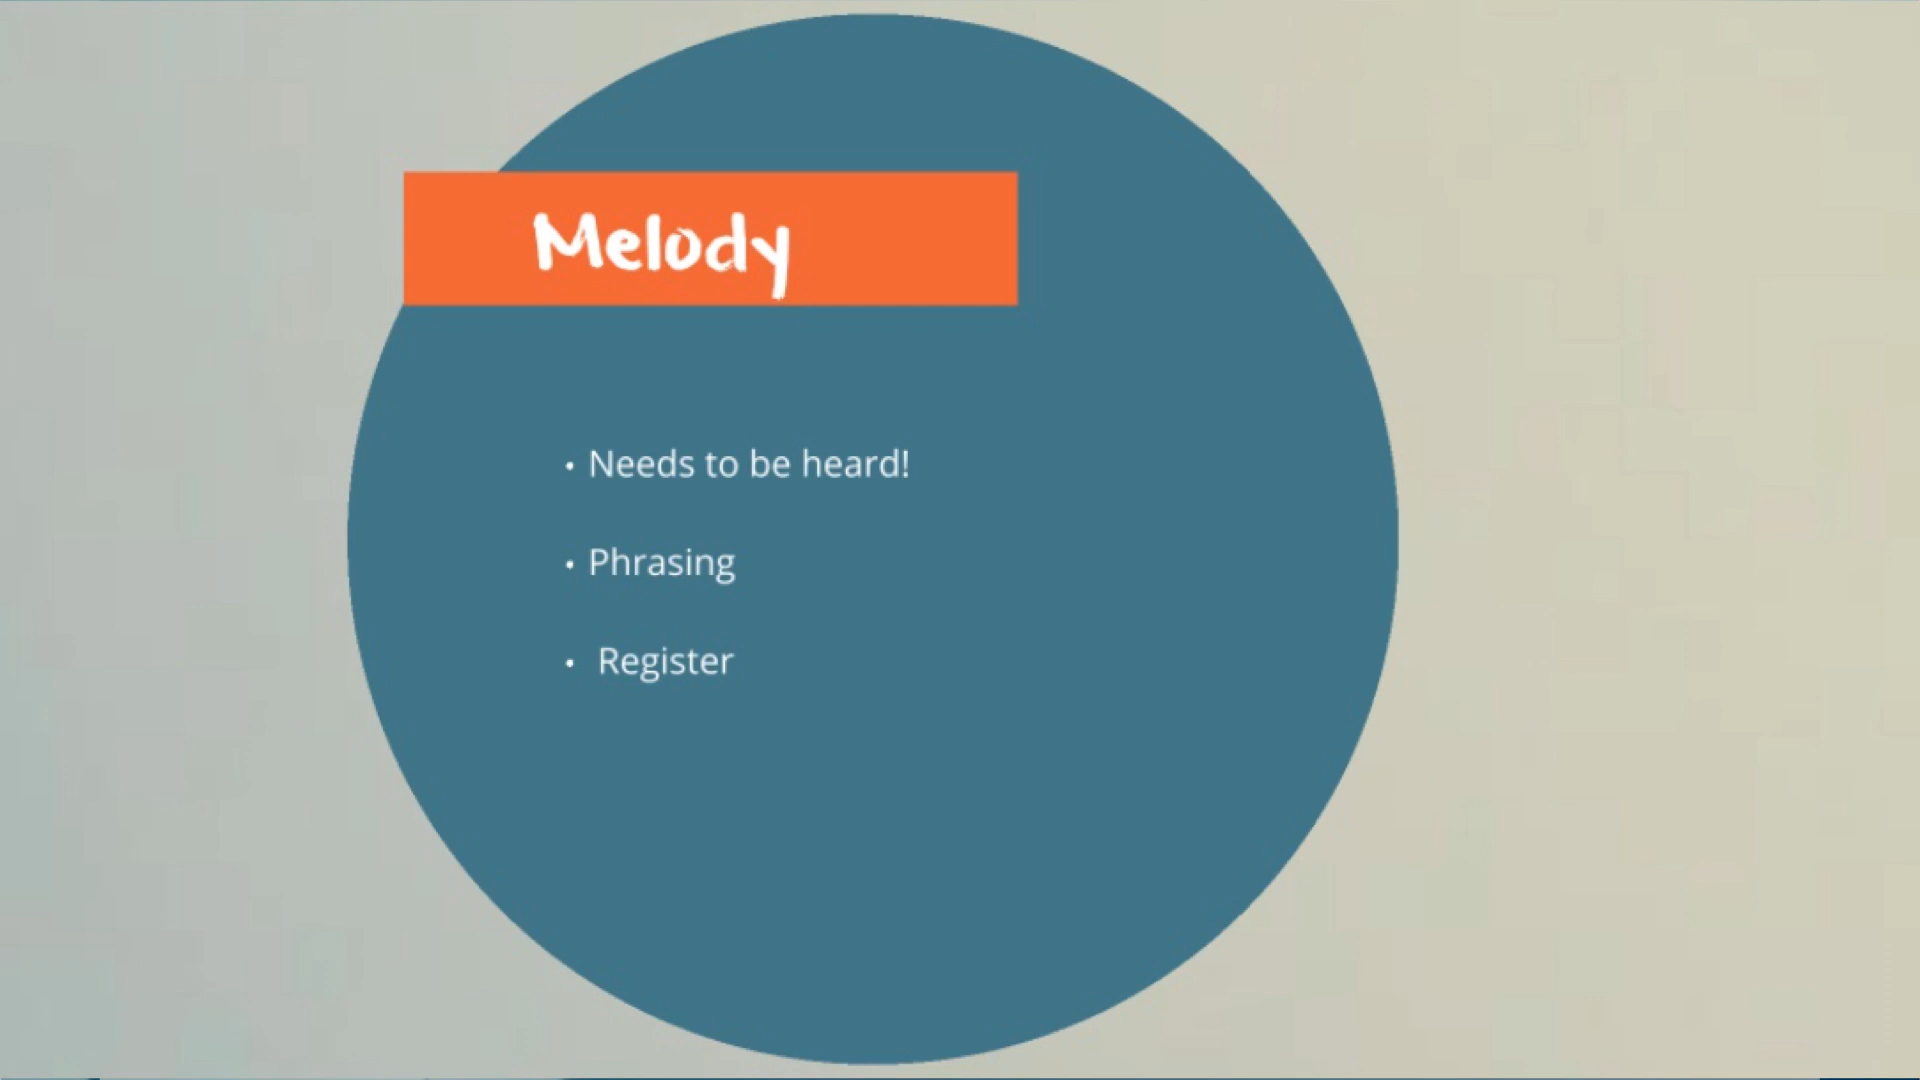 Melody
• Needs to be heard!
• Phrasing
• Register